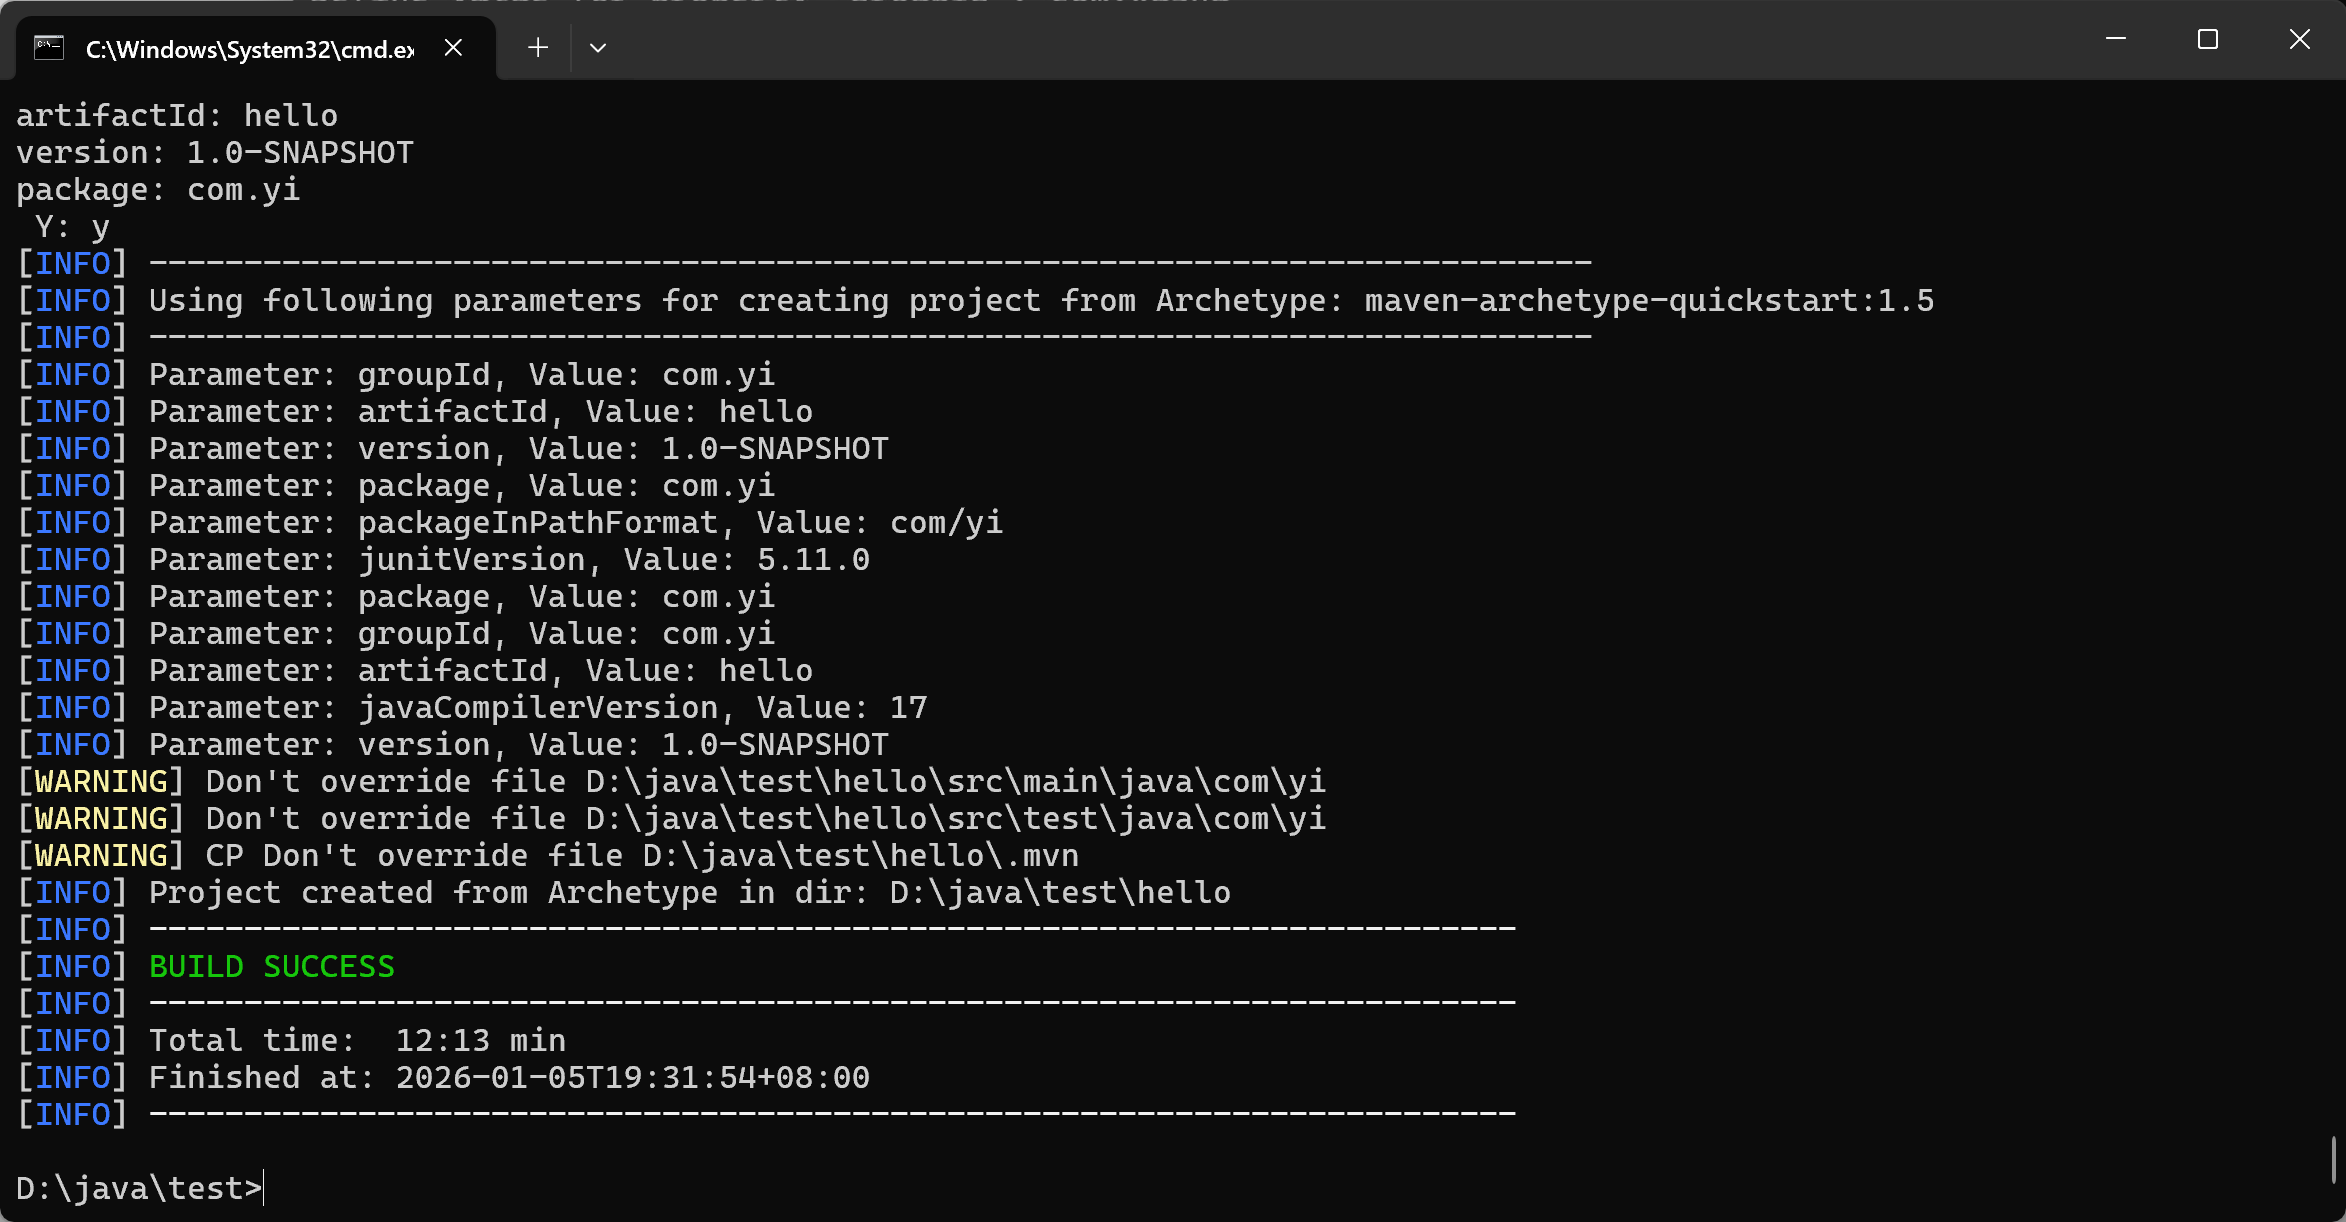 C:\Windows\System32\cmd.ex
artifactId: hello
version: 1.0-SNAPSHOT
package: com.yi
 Y: y
[INFO] ----------------------------------------------------------------------------
[INFO] Using following parameters for creating project from Archetype: maven-archetype-quickstart:1.5
[INFO] ----------------------------------------------------------------------------
[INFO] Parameter: groupId, Value: com.yi
[INFO] Parameter: artifactId, Value: hello
[INFO] Parameter: version, Value: 1.0-SNAPSHOT
[INFO] Parameter: package, Value: com.yi
[INFO] Parameter: packageInPathFormat, Value: com/yi
[INFO] Parameter: junitVersion, Value: 5.11.0
[INFO] Parameter: package, Value: com.yi
[INFO] Parameter: groupId, Value: com.yi
[INFO] Parameter: artifactId, Value: hello
[INFO] Parameter: javaCompilerVersion, Value: 17
[INFO] Parameter: version, Value: 1.0-SNAPSHOT
[WARNING] Don't override file D:\java\test\hello\src\main\java\com\yi
[WARNING] Don't override file D:\java\test\hello\src\test\java\com\yi
[WARNING] CP Don't override file D:\java\test\hello\.mvn
[INFO] Project created from Archetype in dir: D:\java\test\hello
[INFO] ------------------------------------------------------------------------
[INFO] BUILD SUCCESS
[INFO] ------------------------------------------------------------------------
[INFO] Total time:  12:13 min
[INFO] Finished at: 2026-01-05T19:31:54+08:00
[INFO] ------------------------------------------------------------------------
D:\java\test>